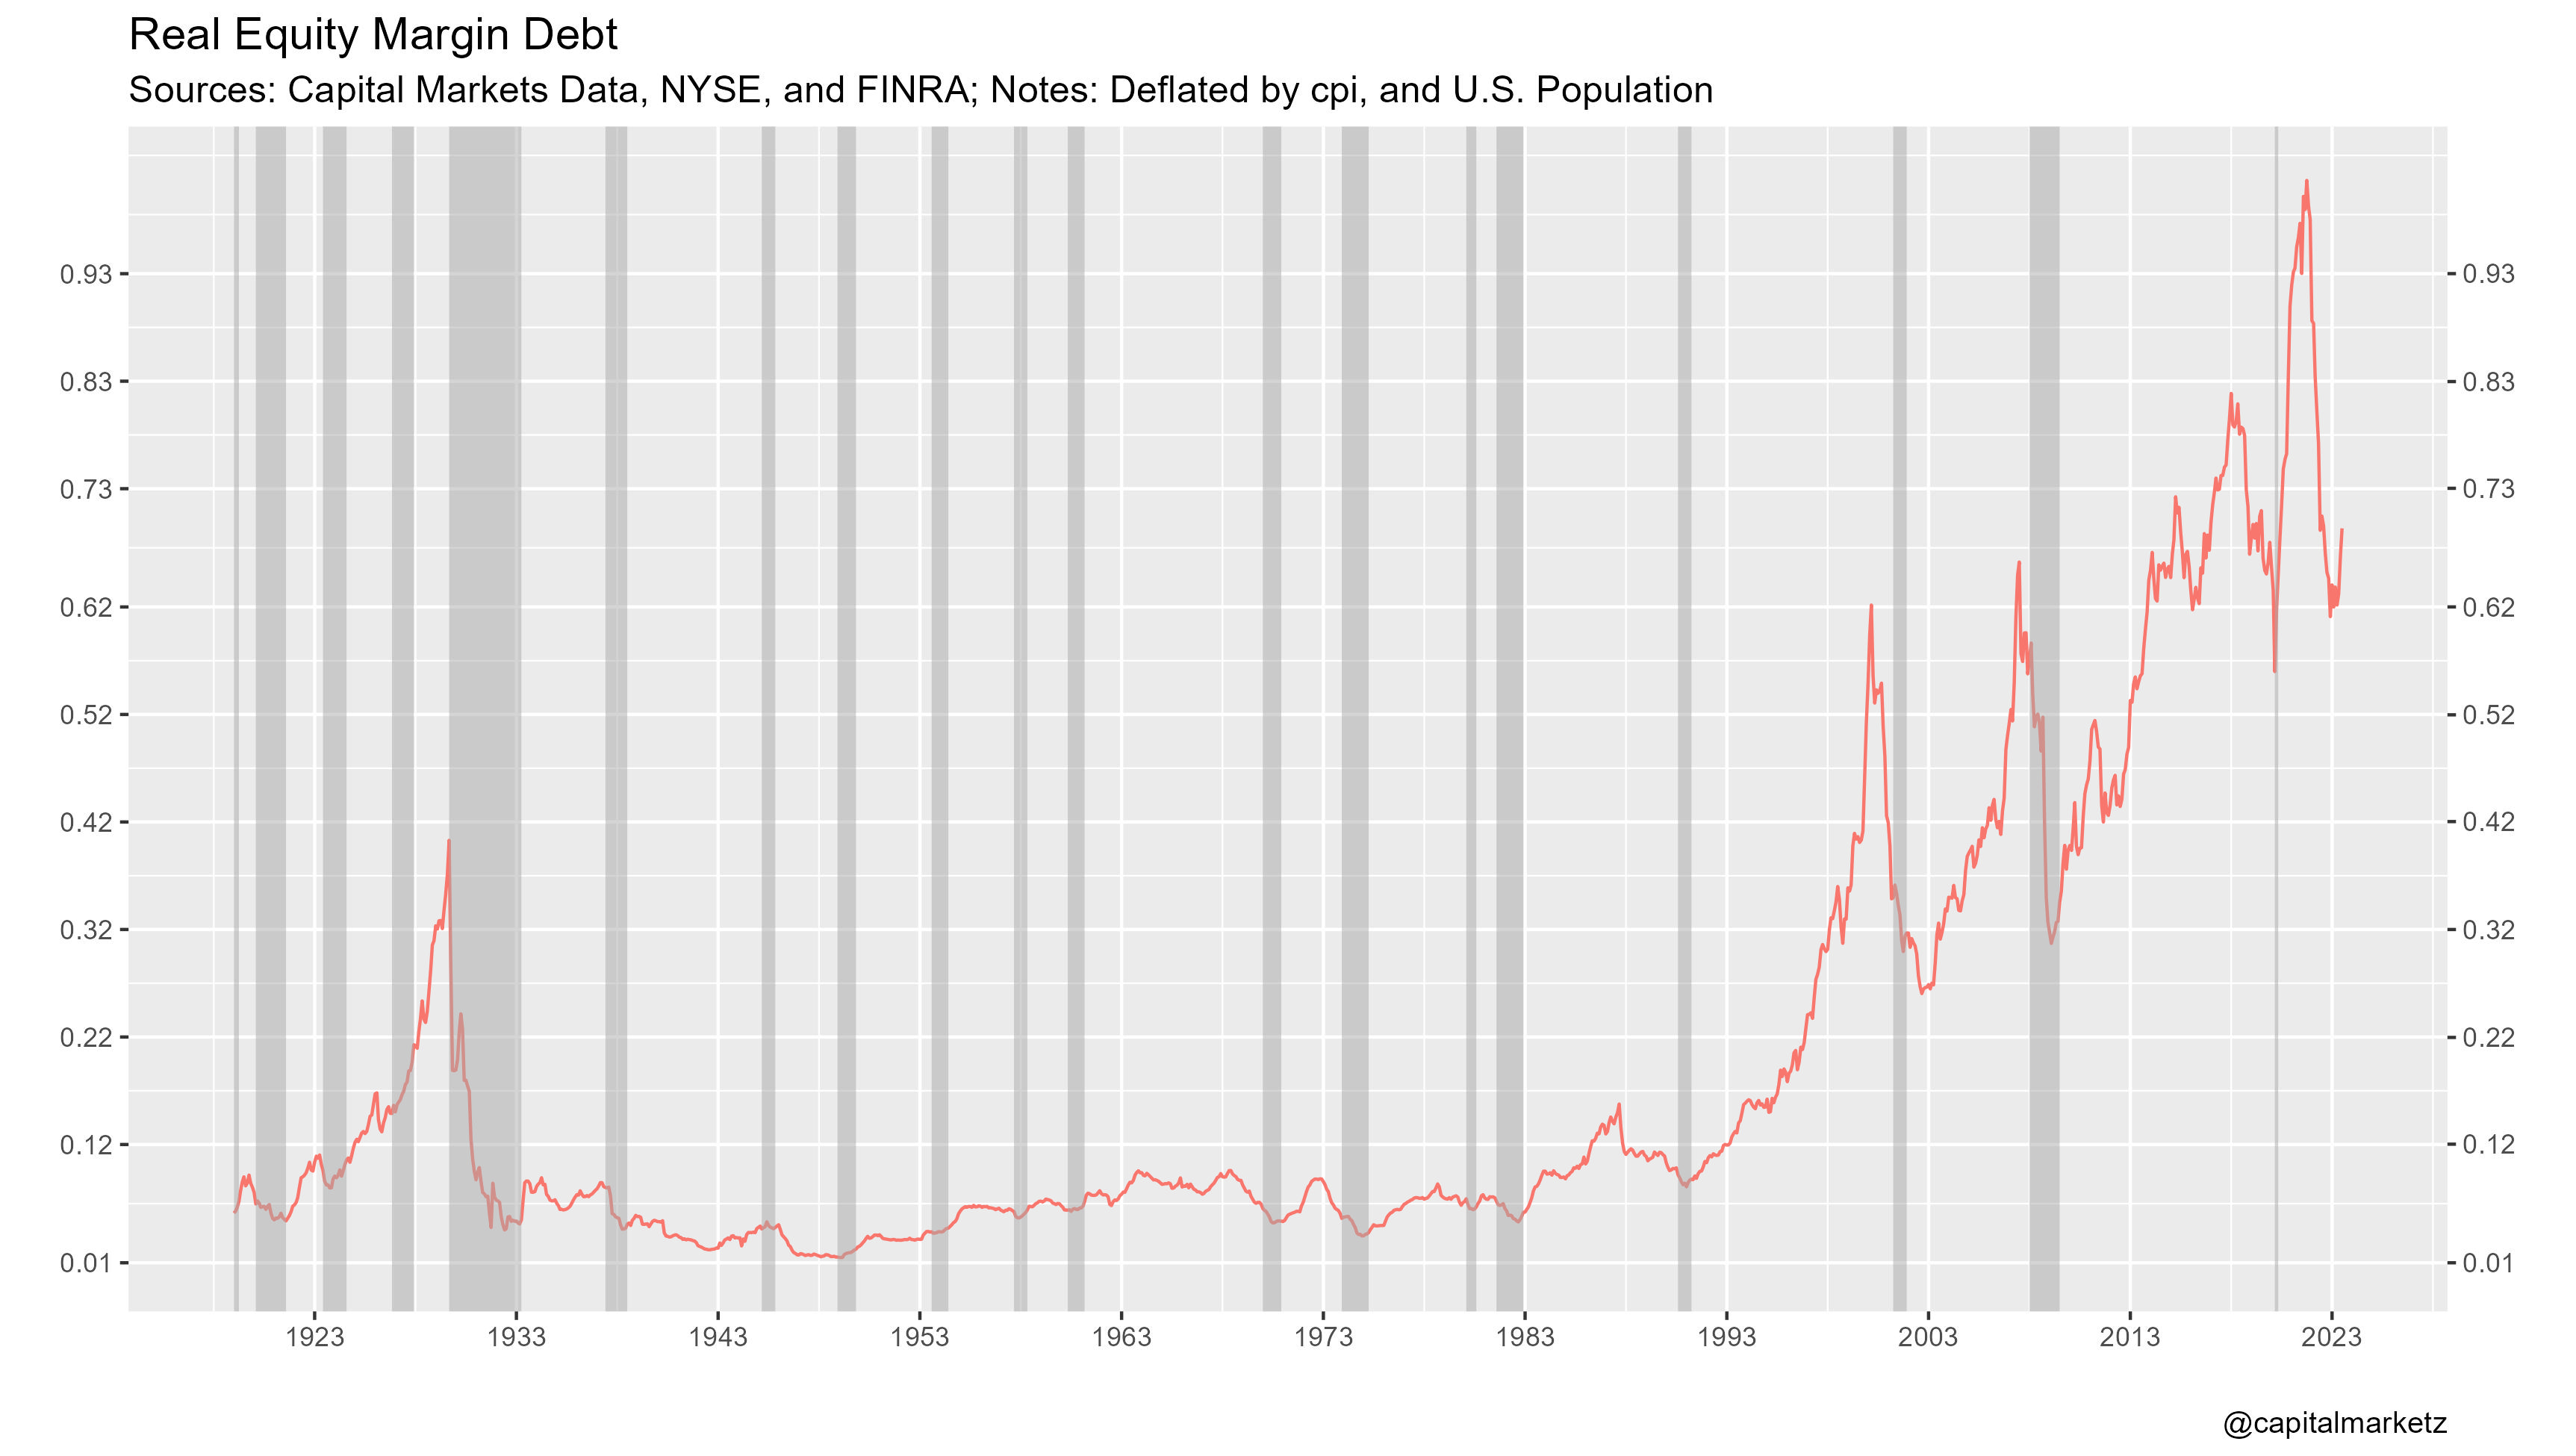 Real Equity Margin Debt
Sources: Capital Markets Data, NYSE, and FINRA; Notes: Deflated by cpi, and U.S. Population
0.93 0.93
0.83 0.83
0.73 0.73
0.62 0.62
0.52 0.52
0.42 0.42
0.32 0.32
0.22 0.22
0.12 0.12
0.01 0.01
1923 1933 1943 1953 1963 1973 1983 1993 2003 2013 2023
@capitalmarketz